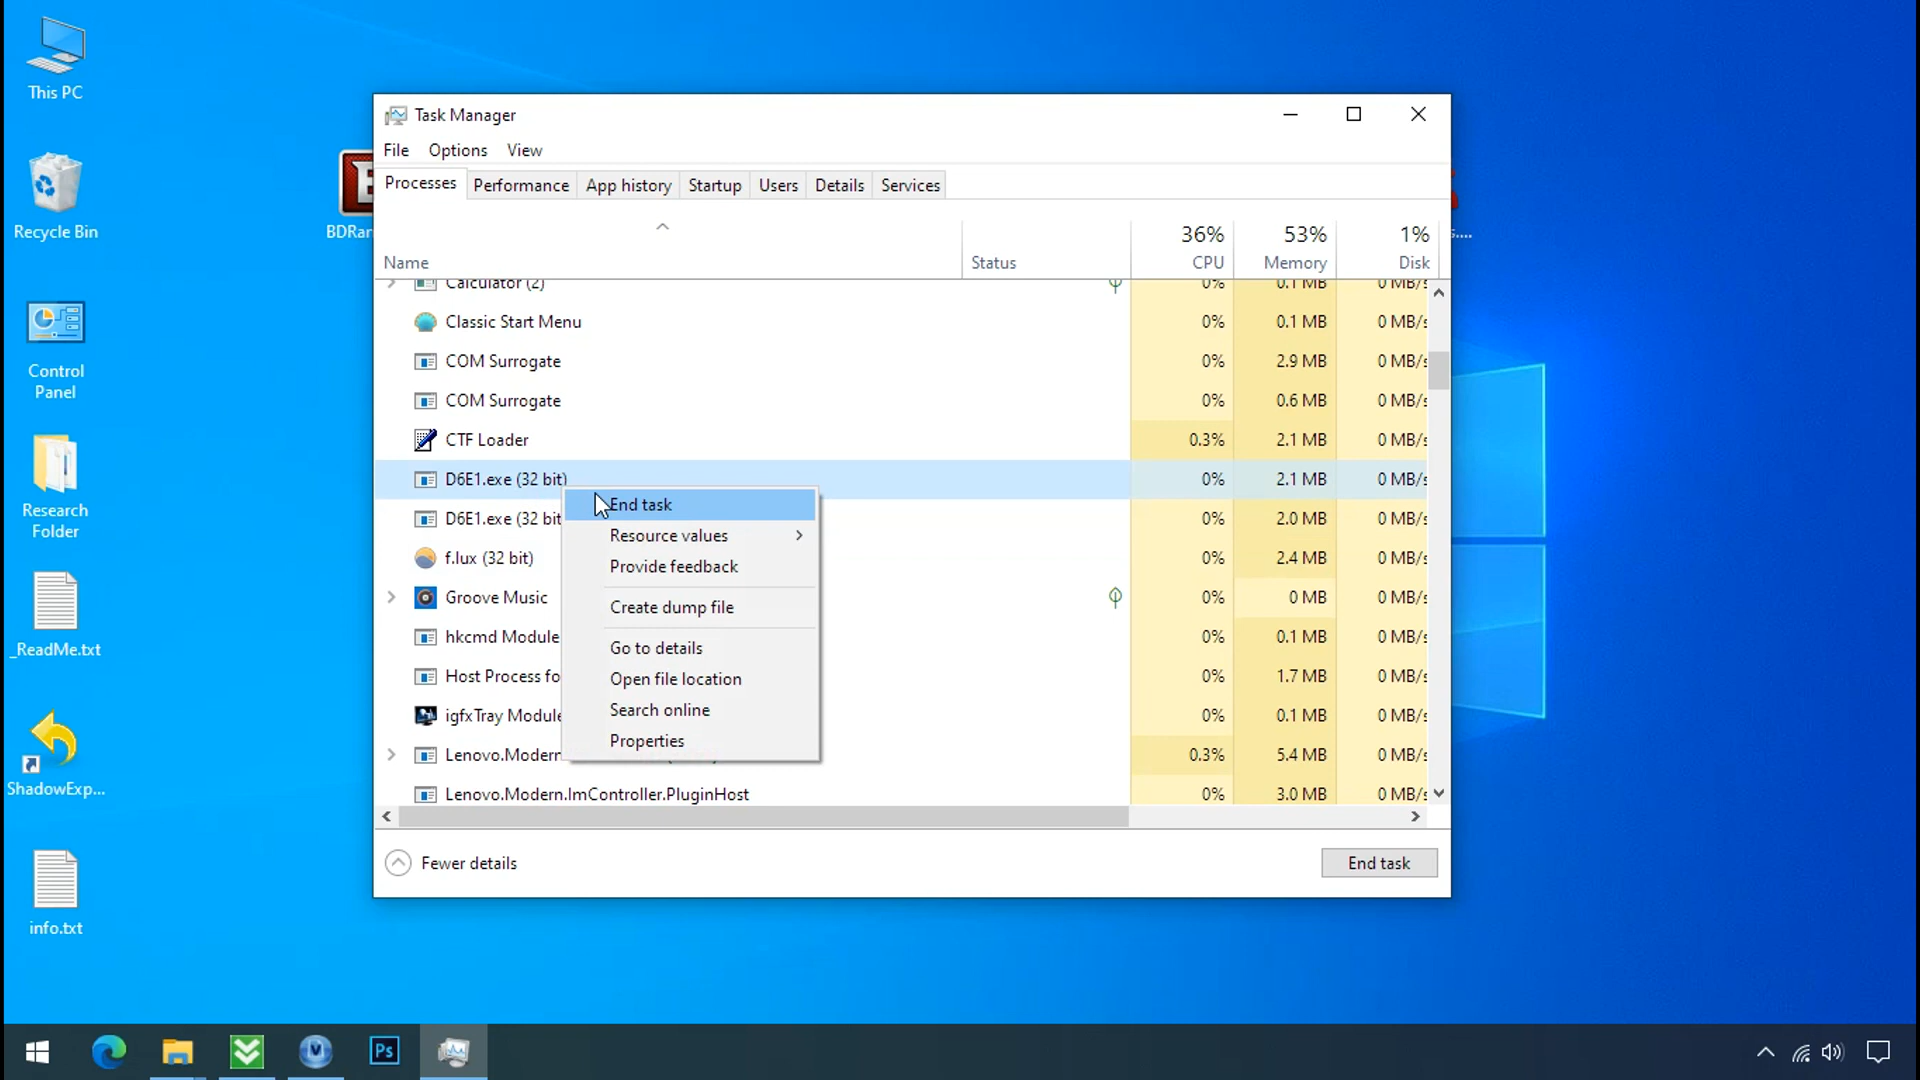 This PC
Recycle Bin
Control
Panel
Research
Folder
_ReadMe.txt
ShadowExp...
info.txt
BDRan
s....
Task Manager
File Options View
Processes Performance App history Startup Users Details Services
36% 53% 1%
Name Status CPU Memory Disk
Calculator (2) 0% 0.1 MB 0 MB/s
Classic Start Menu 0% 0.1 MB 0 MB/s
COM Surrogate 0% 2.9 MB 0 MB/s
COM Surrogate 0% 0.6 MB 0 MB/s
CTF Loader 0.3% 2.1 MB 0 MB/s
D6E1.exe (32 bit) 0% 2.1 MB 0 MB/s
D6E1.exe (32 bit 0% 2.0 MB 0 MB/s
f.lux (32 bit) 0% 2.4 MB 0 MB/s
Groove Music 0% 0 MB 0 MB/s
hkcmd Module 0% 0.1 MB 0 MB/s
Host Process fo 0% 1.7 MB 0 MB/s
igfxTray Module 0% 0.1 MB 0 MB/s
Lenovo.Modern 0.3% 5.4 MB 0 MB/s
Lenovo.Modern.ImController.PluginHost 0% 3.0 MB 0 MB/s
End task
Resource values
Provide feedback
Create dump file
Go to details
Open file location
Search online
Properties
Fewer details
End task
Ps